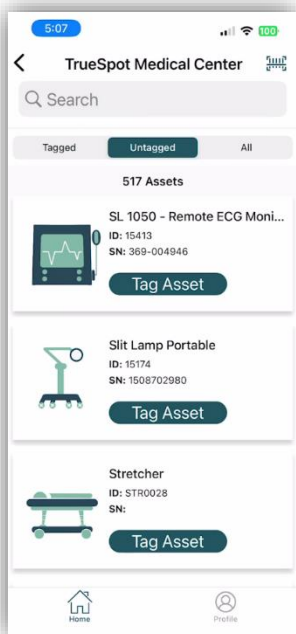 5:07
100
TrueSpot Medical Center
Search
Tagged Untagged All
517 Assets
SL 1050 - Remote ECG Moni...
ID: 15413
SN: 369-004946
Tag Asset
Slit Lamp Portable
ID: 15174
SN: 1508702980
Tag Asset
Stretcher
ID: STR0028
SN:
Tag Asset
Home Profile